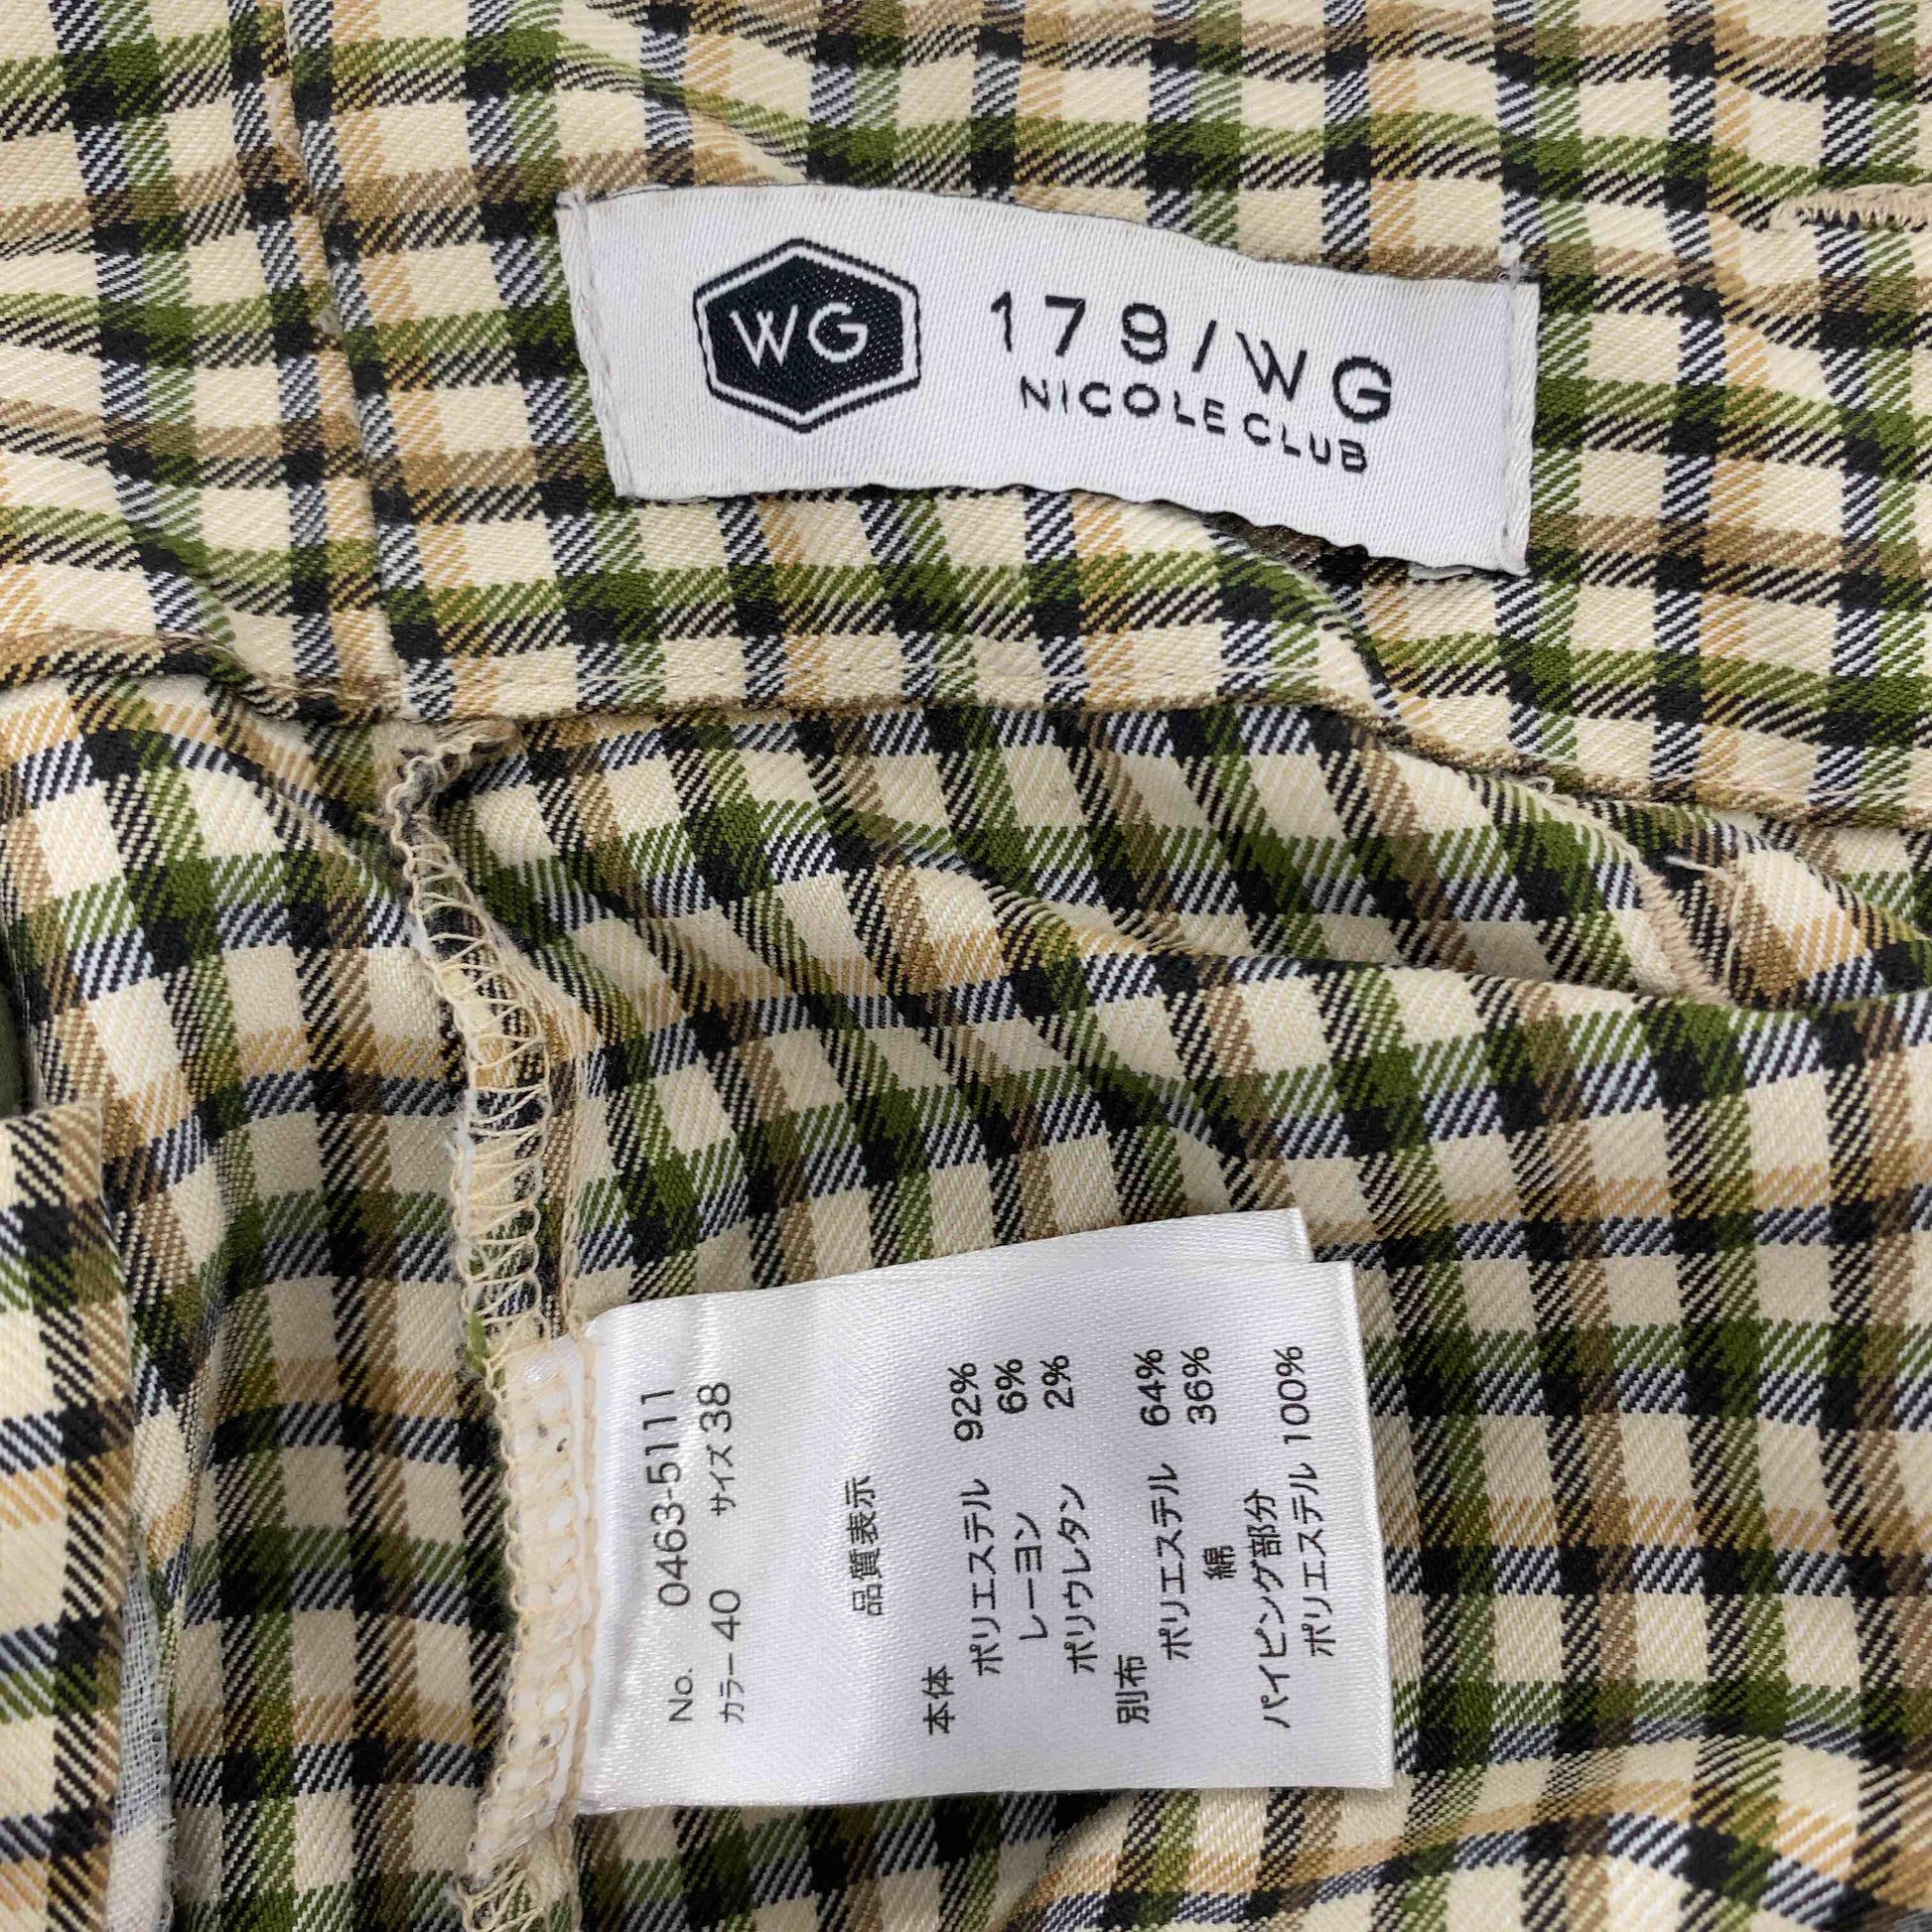 WG
179/WG
NICOLE CLUB
No. 0463-5111
カラー 40 サイズ 38
品質表示
本体
ポリエステル 92%
レーヨン 6%
ポリウレタン 2%
別布
ポリエステル 64%
綿 36%
パイピング部分
ポリエステル 100%